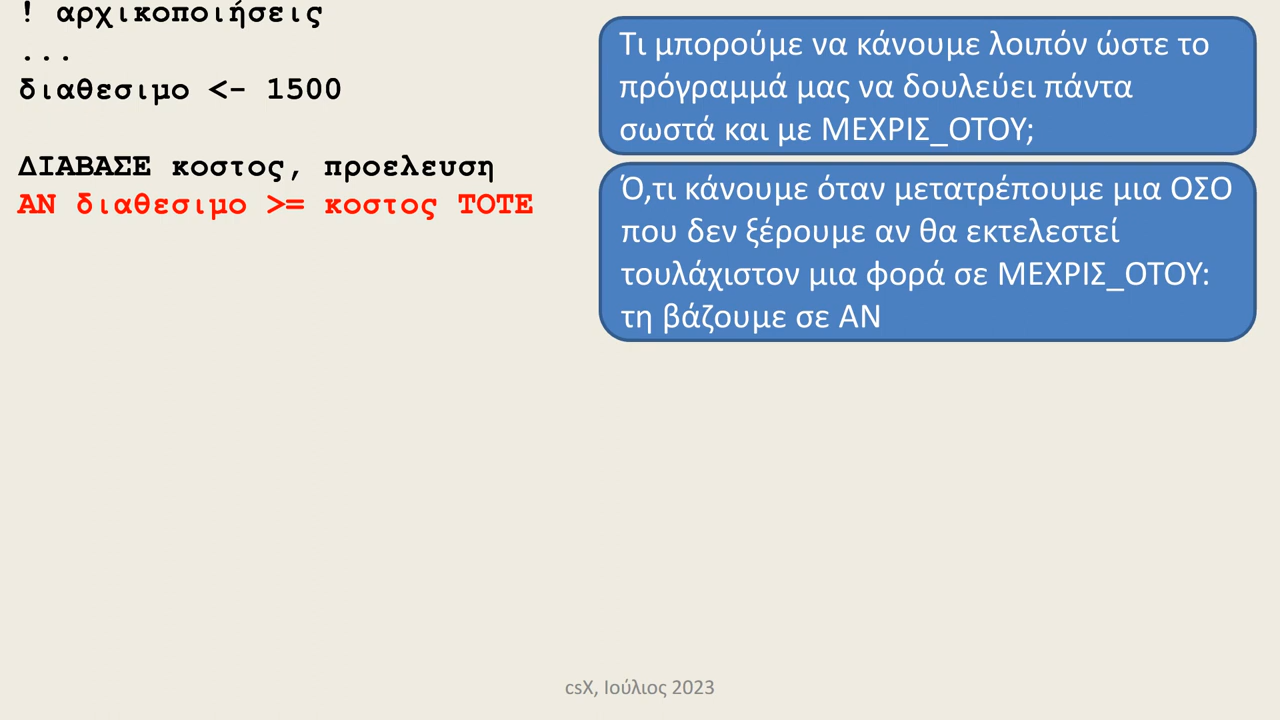 ! αρχικοποιήσεις
...
διαθεσιμο <- 1500
ΔΙΑΒΑΣΕ κοστος, προελευση
ΑΝ διαθεσιμο >= κοστος ΤΟΤΕ
Τι μπορούμε να κάνουμε λοιπόν ώστε το
πρόγραμμά μας να δουλεύει πάντα
σωστά και με ΜΕΧΡΙΣ_ΟΤΟΥ;
Ό,τι κάνουμε όταν μετατρέπουμε μια ΟΣΟ
που δεν ξέρουμε αν θα εκτελεστεί
τουλάχιστον μια φορά σε ΜΕΧΡΙΣ_ΟΤΟΥ:
τη βάζουμε σε ΑΝ
csX, Ιούλιος 2023